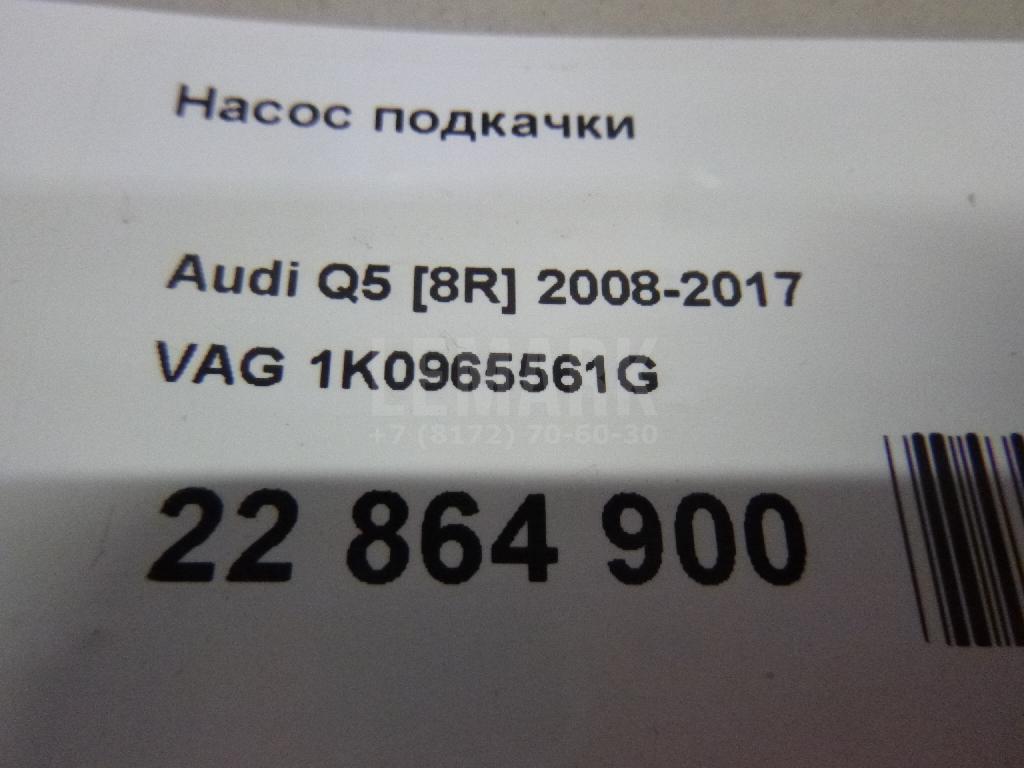 Насос подкачки
Audi Q5 [8R] 2008-2017
VAG 1K0965561G
LEMARK
+7 (8172) 70-60-30
22 864 900